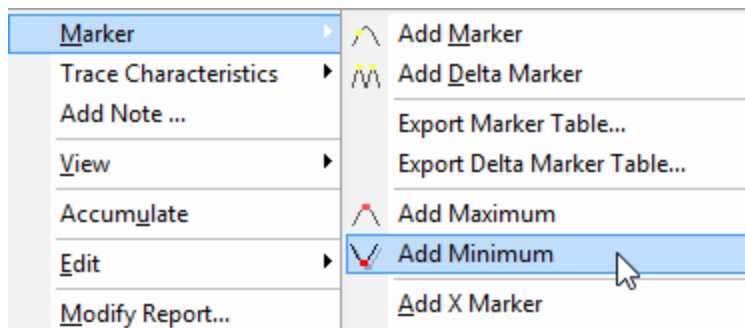 Marker
Trace Characteristics
Add Note ...
View
Accumulate
Edit
Modify Report...
Add Marker
Add Delta Marker
Export Marker Table...
Export Delta Marker Table...
Add Maximum
Add Minimum
Add X Marker